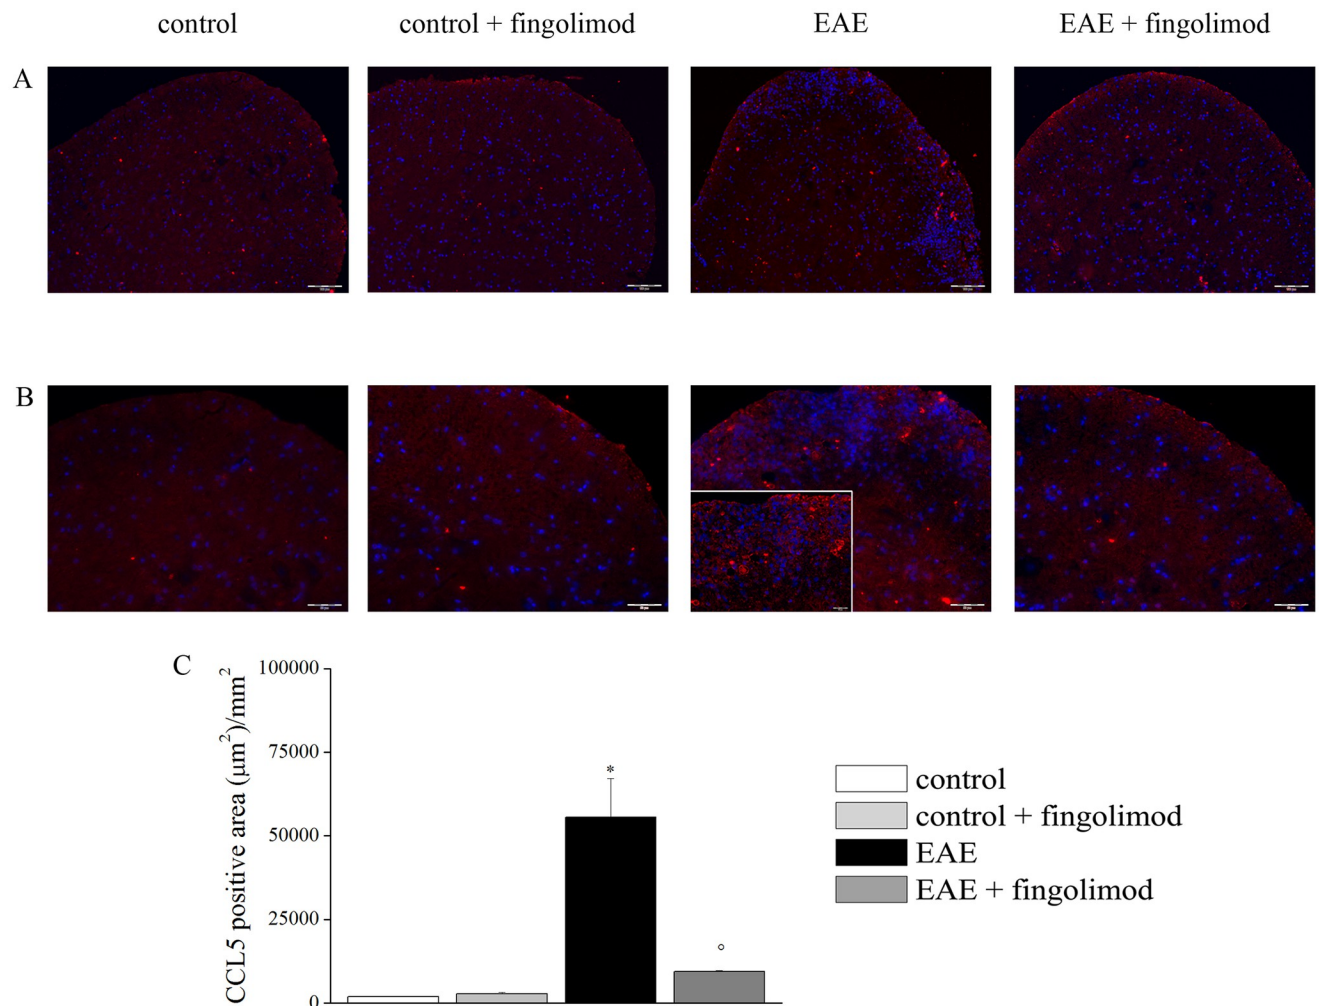 control
control + fingolimod
EAE
EAE + fingolimod
A
B
C
CCL5 positive area (μm²)/mm²
100000
75000
50000
25000
0
*
°
control
control + fingolimod
EAE
EAE + fingolimod